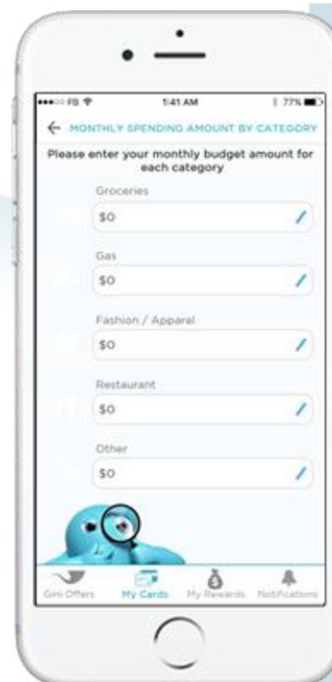 FB 1:41 AM 77%
MONTHLY SPENDING AMOUNT BY CATEGORY
Please enter your monthly budget amount for
each category
Groceries
$0
Gas
$0
Fashion / Apparel
$0
Restaurant
$0
Other
$0
Gini Offers My Cards My Rewards Notifications